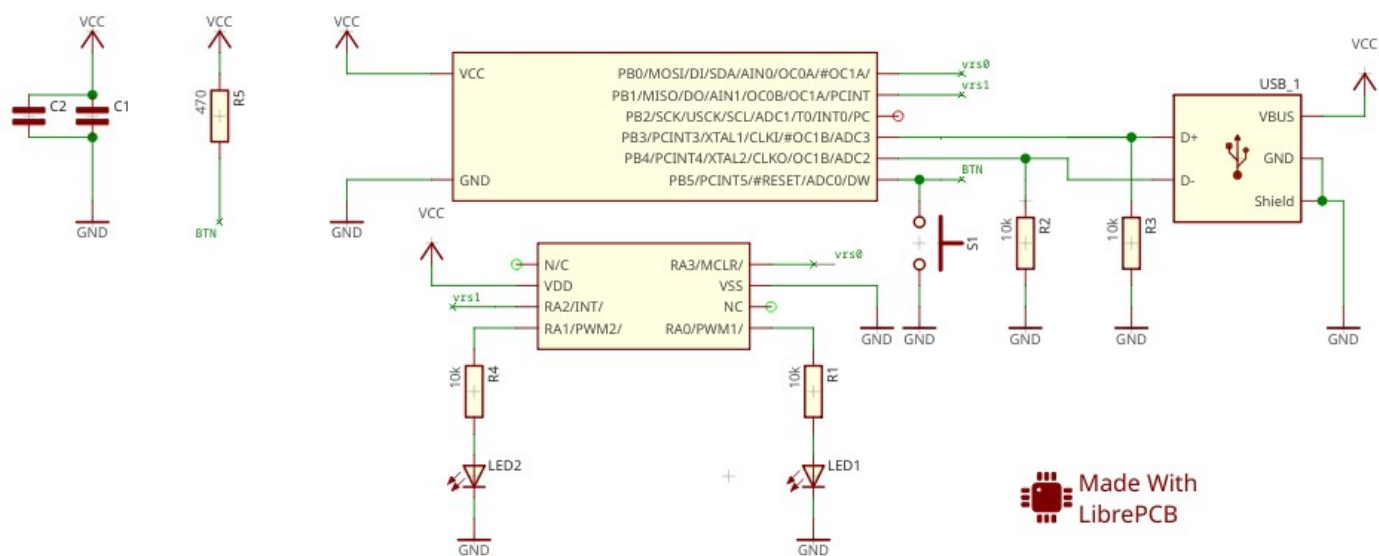 VCC
VCC
VCC
C2
C1
470
R5
GND
BTN
VCC
GND
GND
PB0/MOSI/DI/SDA/AIN0/OC0A/#OC1A/
PB1/MISO/DO/AIN1/OC0B/OC1A/PCINT
PB2/SCK/USCK/SCL/ADC1/T0/INT0/PC
PB3/PCINT3/XTAL1/CLKI/#OC1B/ADC3
PB4/PCINT4/XTAL2/CLKO/OC1B/ADC2
PB5/PCINT5/#RESET/ADC0/DW
vrs0
vrs1
BTN
VCC
USB_1
VBUS
D+
GND
D-
Shield
S1
10k
R2
10k
R3
GND
GND
GND
GND
GND
VCC
N/C
VDD
RA2/INT/
RA1/PWM2/
RA3/MCLR/
VSS
NC
RA0/PWM1/
vrs0
vrs1
10k
R4
10k
R1
LED2
LED1
GND
GND
Made With
LibrePCB